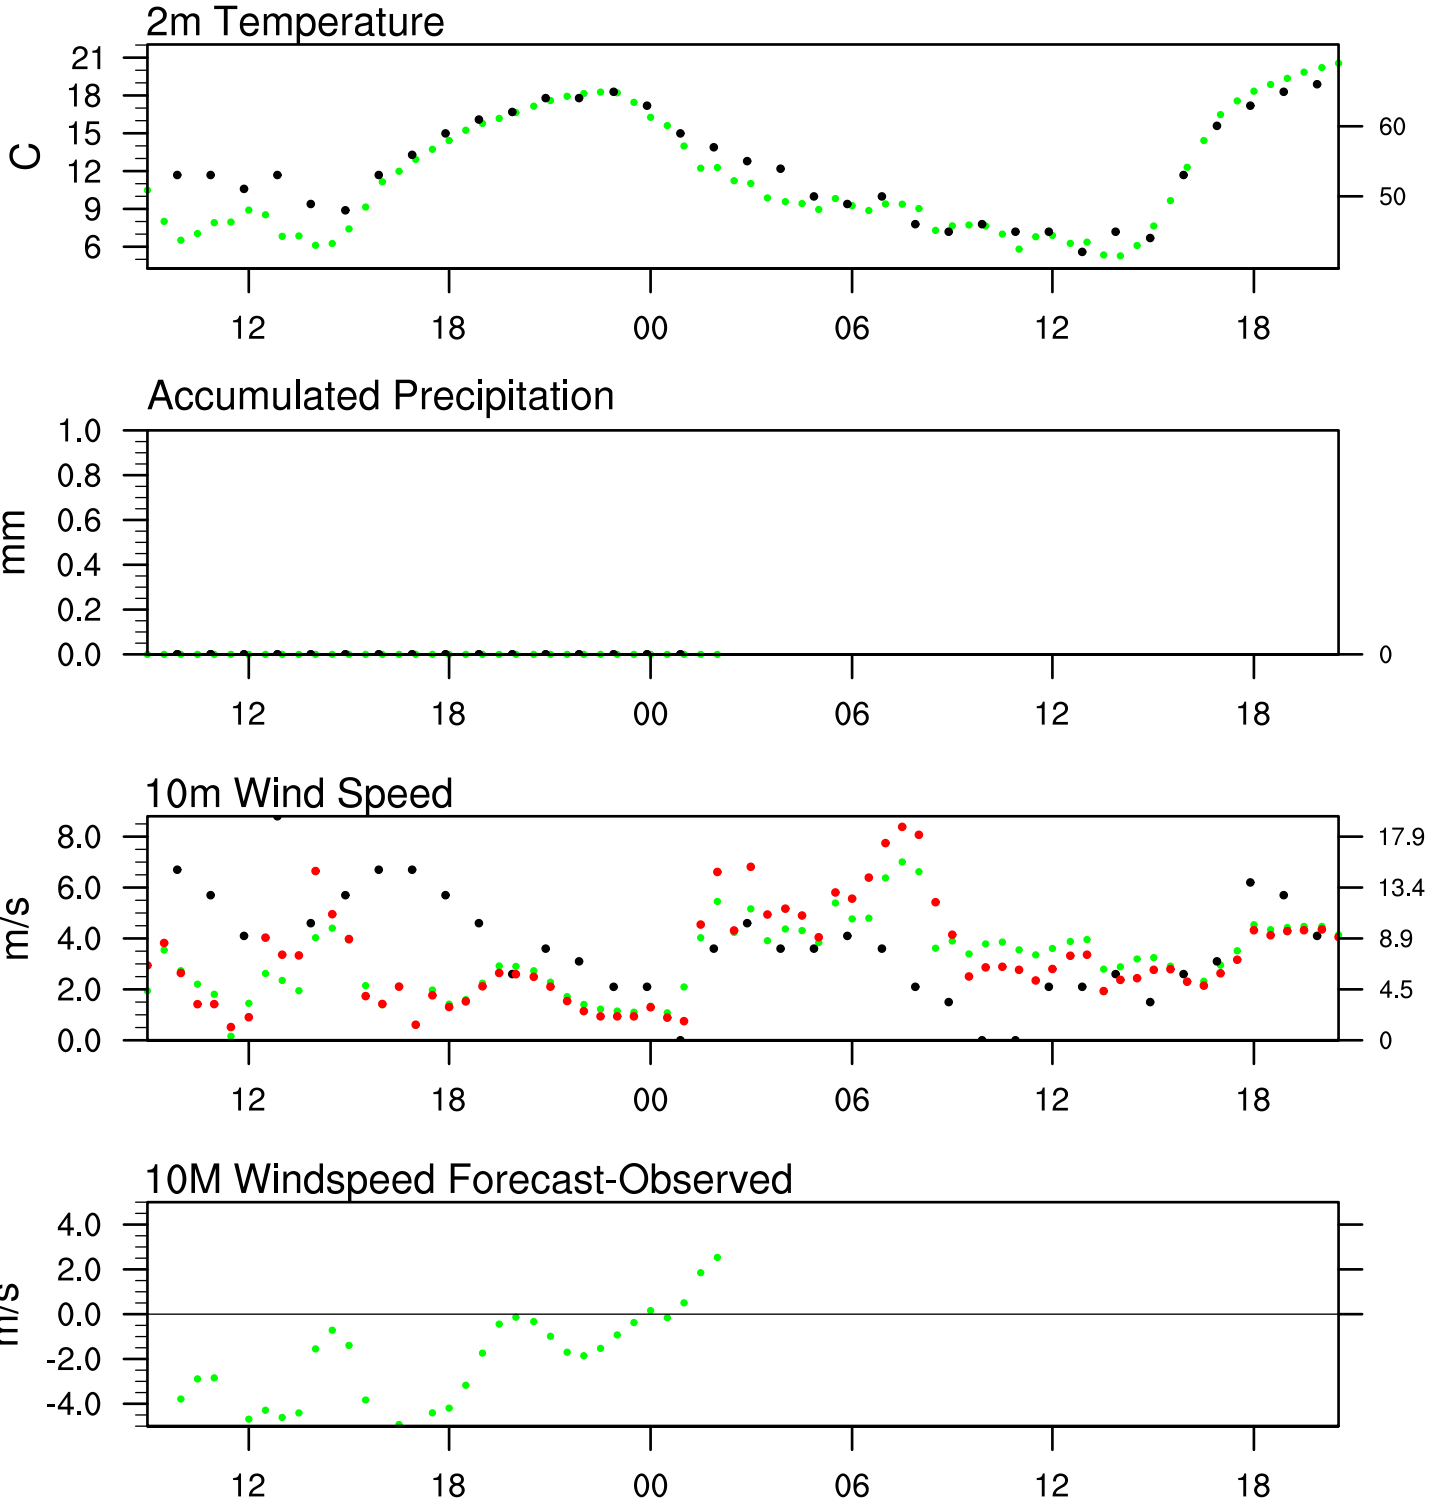 2m Temperature
C
21
18
15
12
9
6
60
50
12 18 00 06 12 18
Accumulated Precipitation
mm
1.0
0.8
0.6
0.4
0.2
0.0
0
12 18 00 06 12 18
10m Wind Speed
m/s
8.0
6.0
4.0
2.0
0.0
17.9
13.4
8.9
4.5
0
12 18 00 06 12 18
10M Windspeed Forecast-Observed
m/s
4.0
2.0
0.0
-2.0
-4.0
12 18 00 06 12 18